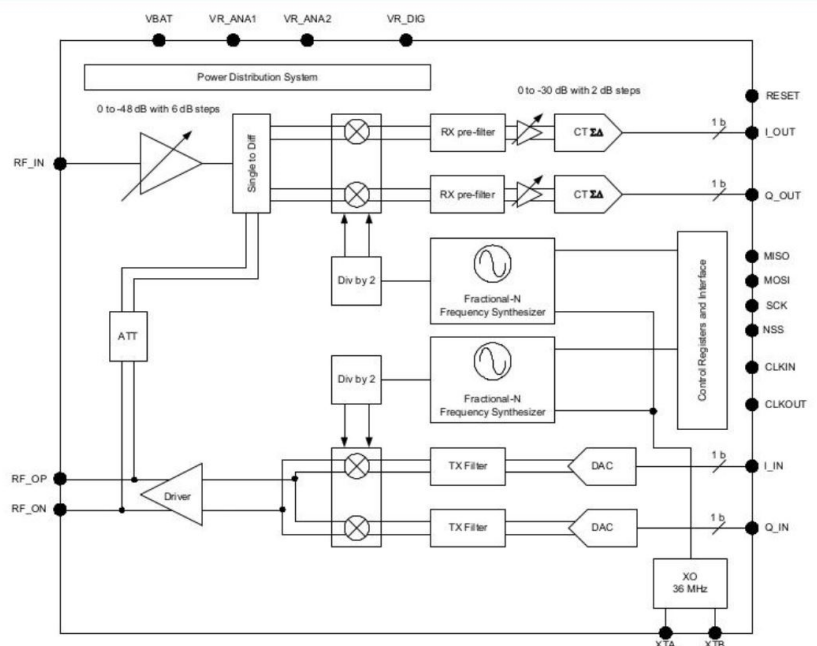 VBAT
VR_ANA1
VR_ANA2
VR_DIG
Power Distribution System
0 to -48 dB with 6 dB steps
0 to -30 dB with 2 dB steps
RESET
RF_IN
Single to Diff
RX pre-filter
CT ΣΔ
1 b
I_OUT
RX pre-filter
CT ΣΔ
1 b
Q_OUT
Div by 2
Fractional-N
Frequency Synthesizer
Control Registers and Interface
MISO
MOSI
SCK
NSS
ATT
Div by 2
Fractional-N
Frequency Synthesizer
CLKIN
CLKOUT
RF_OP
RF_ON
Driver
TX Filter
DAC
1 b
I_IN
TX Filter
DAC
1 b
Q_IN
XO
36 MHz
XTA
XTB